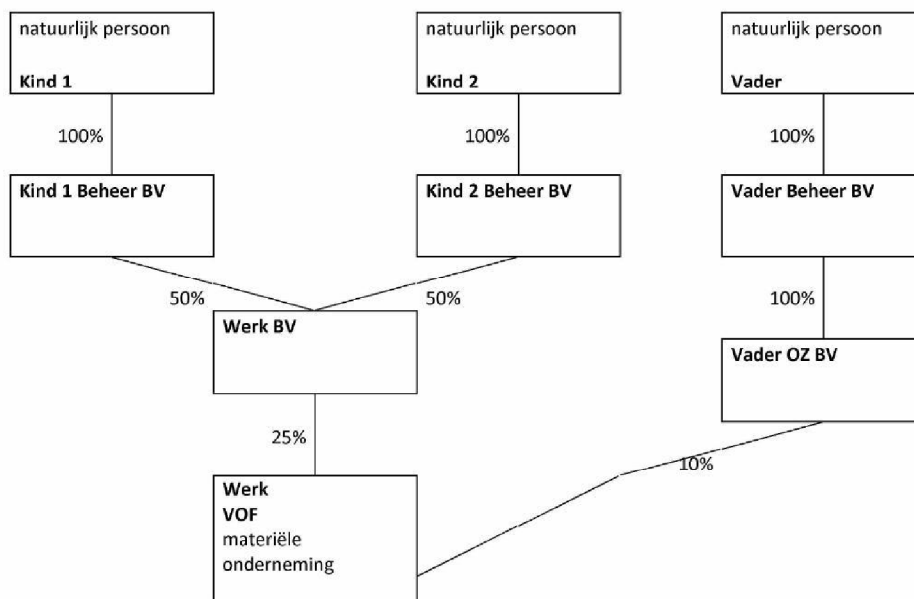 natuurlijk persoon
Kind 1
natuurlijk persoon
Kind 2
natuurlijk persoon
Vader
100%
100%
100%
Kind 1 Beheer BV
Kind 2 Beheer BV
Vader Beheer BV
50%
50%
100%
Werk BV
Vader OZ BV
25%
10%
Werk
VOF
materiële
onderneming